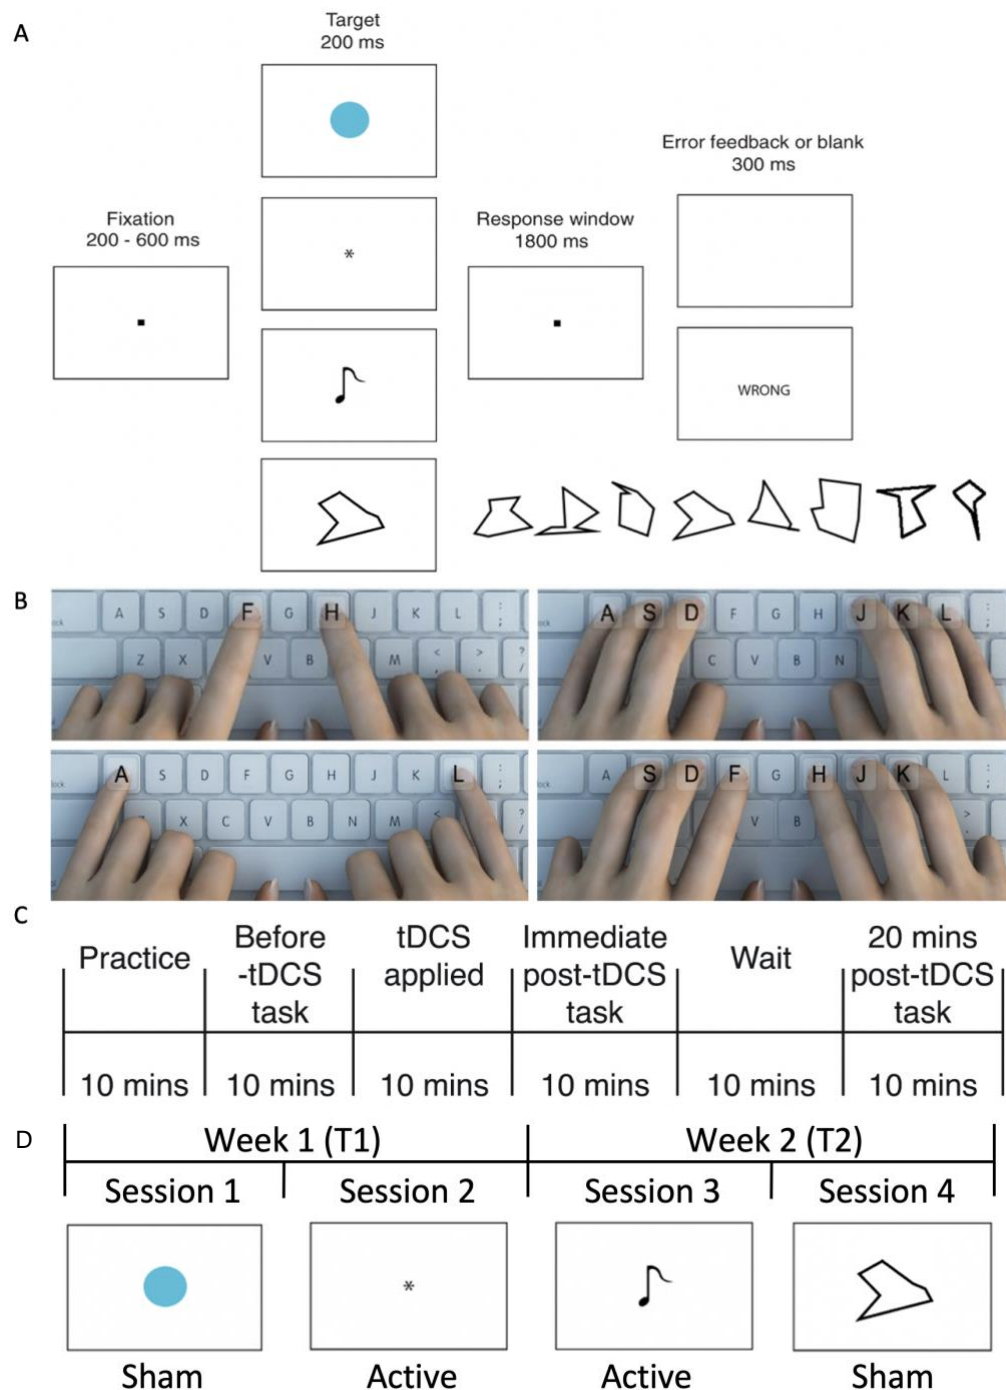 A
Target
200 ms
Error feedback or blank
300 ms
Fixation
200 - 600 ms
*
Response window
1800 ms
WRONG
B
A S D F G H J K L : ;
Z X V B M < , > . ? /
A S D F G H J K L : ;
C V B N
A S D F G H J K L : ;
X C V B N M < ? /
A S D F G H J K L : ;
V B > .
C
Practice
Before
-tDCS
task
tDCS
applied
Immediate
post-tDCS
task
Wait
20 mins
post-tDCS
task
10 mins 10 mins 10 mins 10 mins 10 mins 10 mins
D
Week 1 (T1) Week 2 (T2)
Session 1 Session 2 Session 3 Session 4
*
Sham Active Active Sham